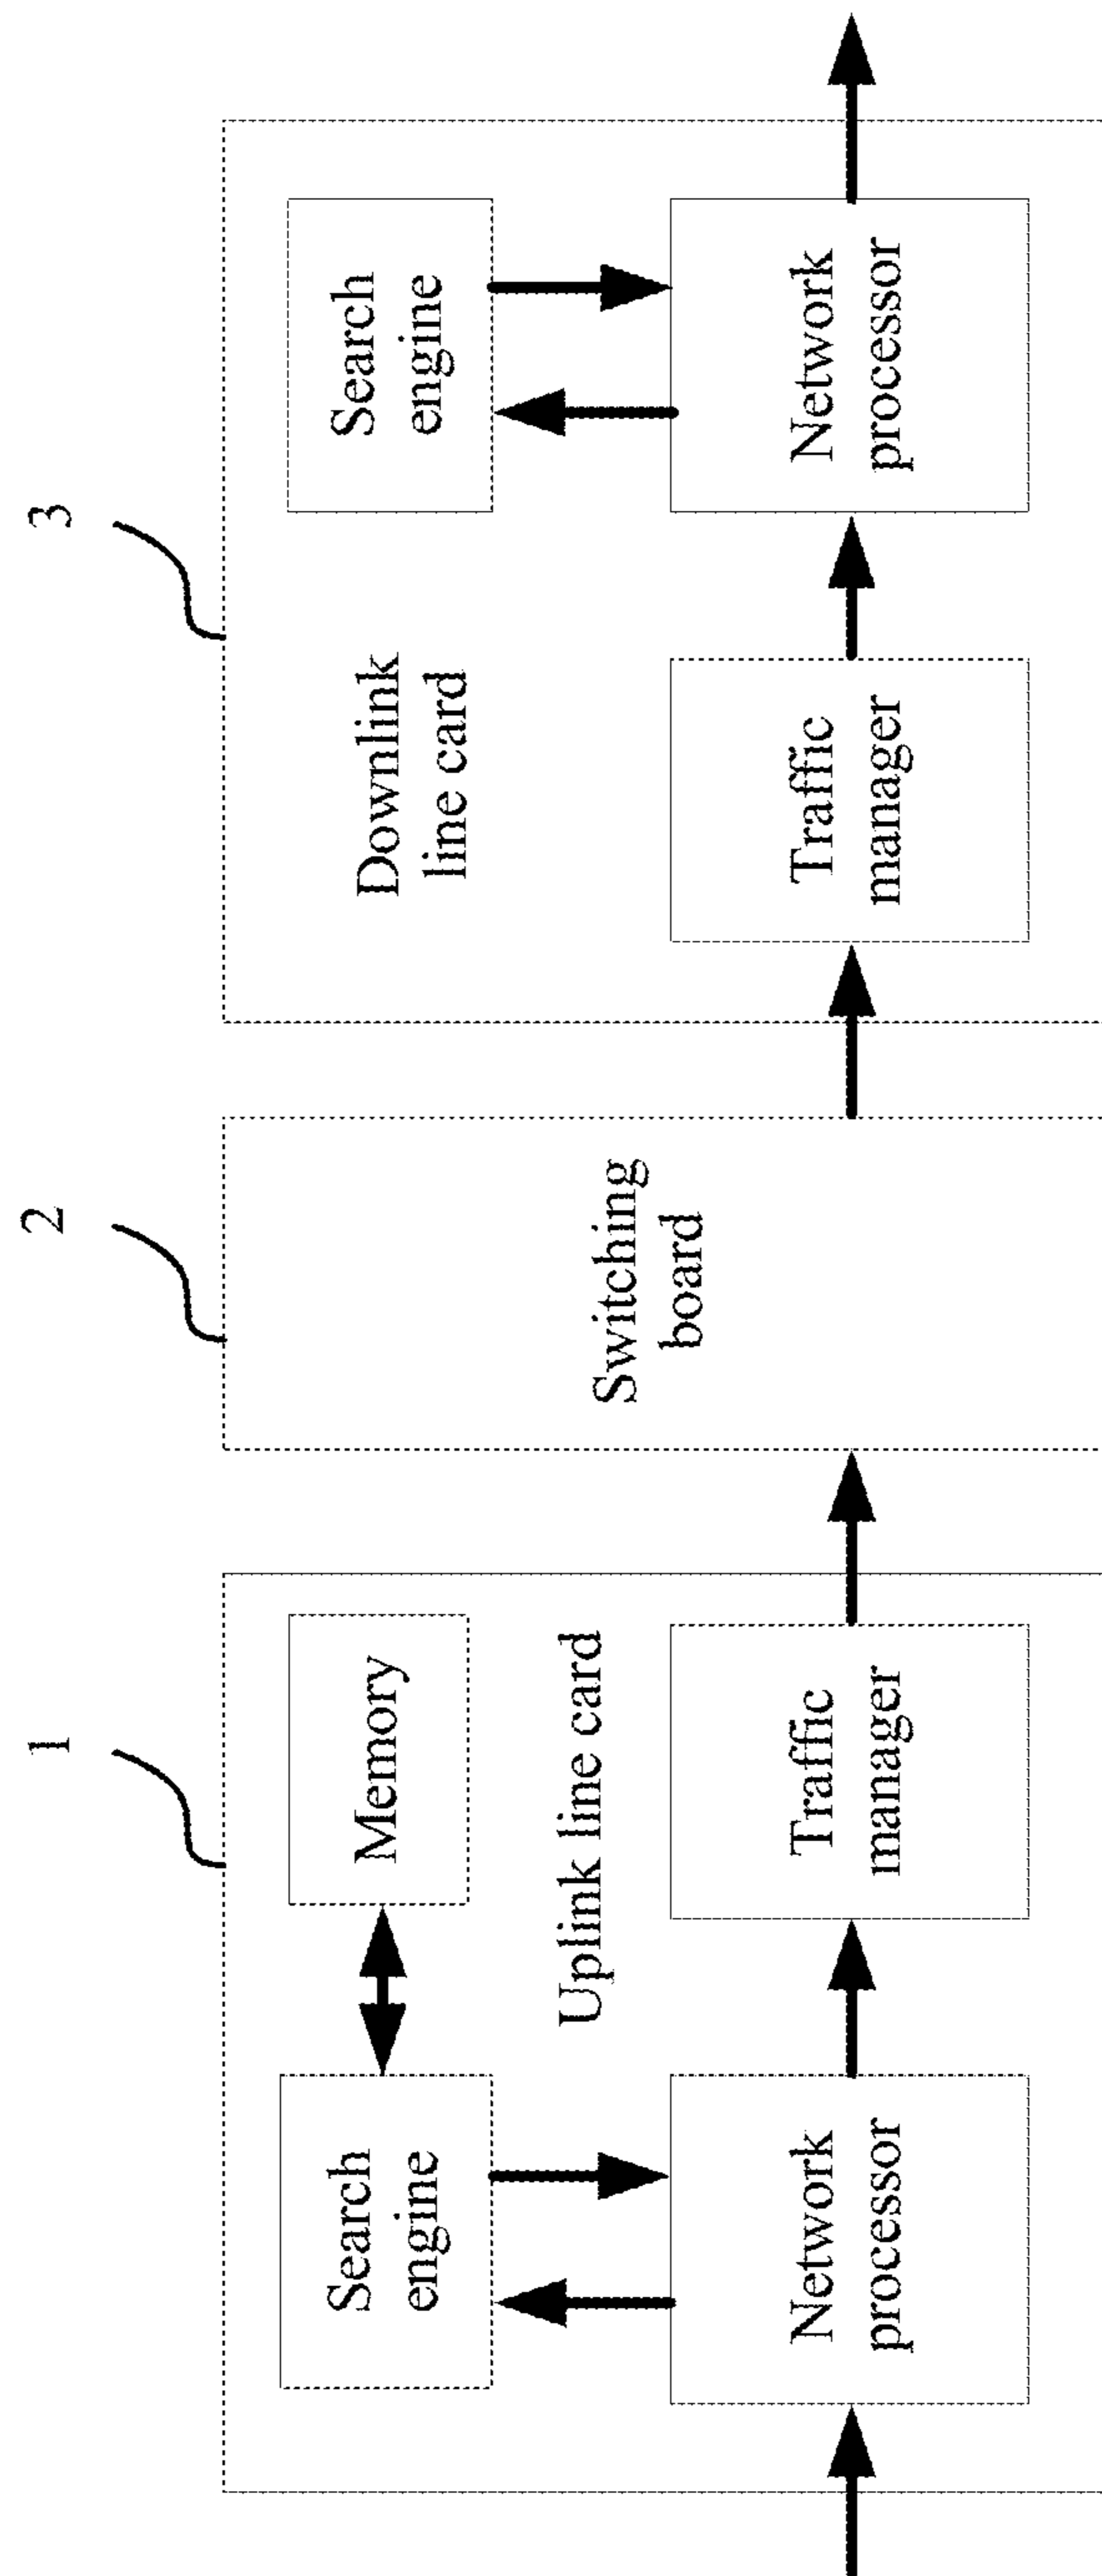 1
2
3
Search
engine
Memory
Uplink line card
Network
processor
Traffic
manager
Switching
board
Downlink
line card
Search
engine
Traffic
manager
Network
processor